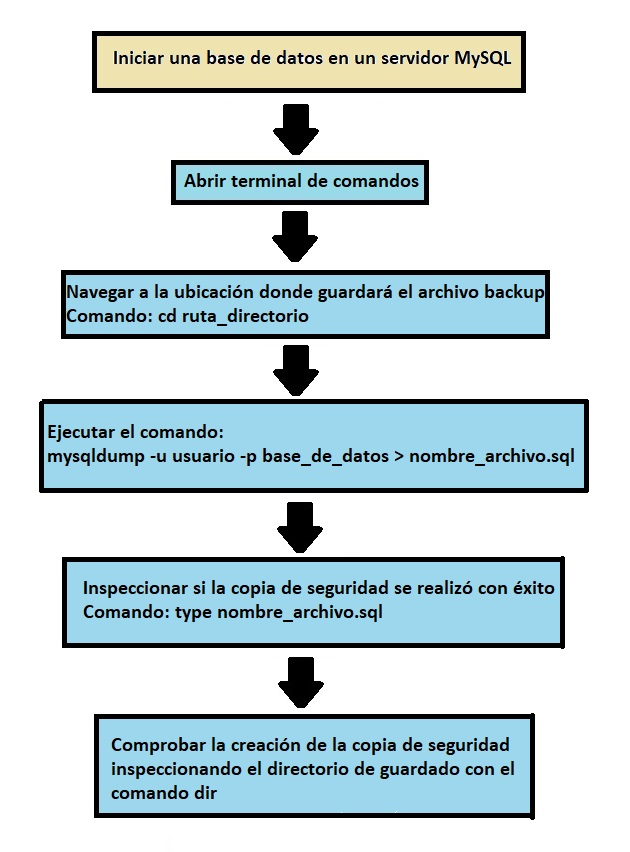 Iniciar una base de datos en un servidor MySQL
Abrir terminal de comandos
Navegar a la ubicación donde guardará el archivo backup
Comando: cd ruta_directorio
Ejecutar el comando:
mysqldump -u usuario -p base_de_datos > nombre_archivo.sql
Inspeccionar si la copia de seguridad se realizó con éxito
Comando: type nombre_archivo.sql
Comprobar la creación de la copia de seguridad
inspeccionando el directorio de guardado con el
comando dir